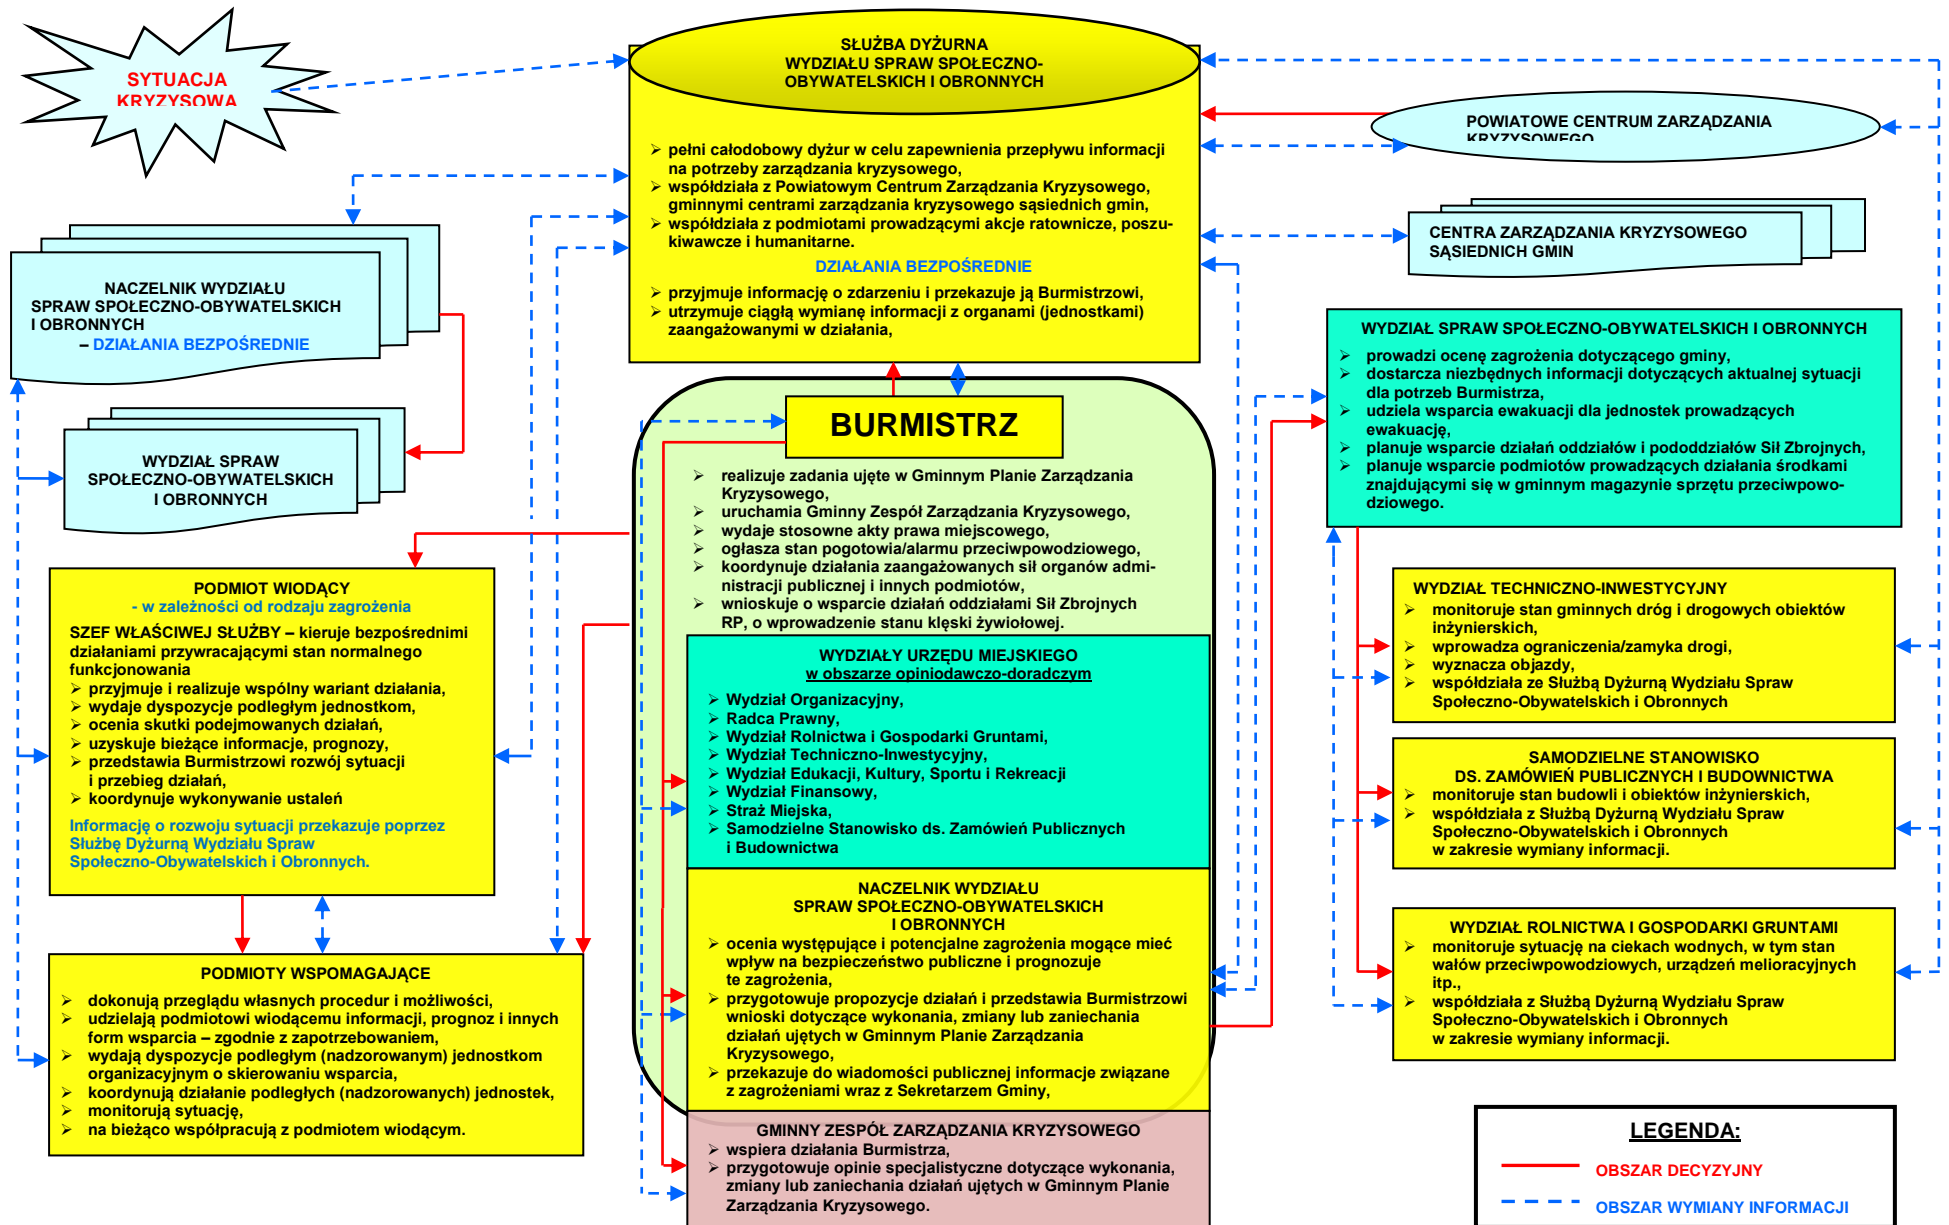 SYTUACJA
KRYZYSOWA
SŁUŻBA DYŻURNA
WYDZIAŁU SPRAW SPOŁECZNO-
OBYWATELSKICH I OBRONNYCH
➢ pełni całodobowy dyżur w celu zapewnienia przepływu informacji
na potrzeby zarządzania kryzysowego,
➢ współdziała z Powiatowym Centrum Zarządzania Kryzysowego,
gminnymi centrami zarządzania kryzysowego sąsiednich gmin,
➢ współdziała z podmiotami prowadzącymi akcje ratownicze, poszu-
kiwawcze i humanitarne.
DZIAŁANIA BEZPOŚREDNIE
➢ przyjmuje informację o zdarzeniu i przekazuje ją Burmistrzowi,
➢ utrzymuje ciągłą wymianę informacji z organami (jednostkami)
zaangażowanymi w działania,
POWIATOWE CENTRUM ZARZĄDZANIA
KRYZYSOWEGO
CENTRA ZARZĄDZANIA KRYZYSOWEGO
SĄSIEDNICH GMIN
NACZELNIK WYDZIAŁU
SPRAW SPOŁECZNO-OBYWATELSKICH
I OBRONNYCH
– DZIAŁANIA BEZPOŚREDNIE
WYDZIAŁ SPRAW
SPOŁECZNO-OBYWATELSKICH
I OBRONNYCH
PODMIOT WIODĄCY
- w zależności od rodzaju zagrożenia
SZEF WŁAŚCIWEJ SŁUŻBY – kieruje bezpośrednimi
działaniami przywracającymi stan normalnego
funkcjonowania
➢ przyjmuje i realizuje wspólny wariant działania,
➢ wydaje dyspozycje podległym jednostkom,
➢ ocenia skutki podejmowanych działań,
➢ uzyskuje bieżące informacje, prognozy,
➢ przedstawia Burmistrzowi rozwój sytuacji
i przebieg działań,
➢ koordynuje wykonywanie ustaleń
Informację o rozwoju sytuacji przekazuje poprzez
Służbę Dyżurną Wydziału Spraw
Społeczno-Obywatelskich i Obronnych.
PODMIOTY WSPOMAGAJĄCE
➢ dokonują przeglądu własnych procedur i możliwości,
➢ udzielają podmiotowi wiodącemu informacji, prognoz i innych
form wsparcia – zgodnie z zapotrzebowaniem,
➢ wydają dyspozycje podległym (nadzorowanym) jednostkom
organizacyjnym o skierowaniu wsparcia,
➢ koordynują działanie podległych (nadzorowanych) jednostek,
➢ monitorują sytuację,
➢ na bieżąco współpracują z podmiotem wiodącym.
BURMISTRZ
➢ realizuje zadania ujęte w Gminnym Planie Zarządzania
Kryzysowego,
➢ uruchamia Gminny Zespół Zarządzania Kryzysowego,
➢ wydaje stosowne akty prawa miejscowego,
➢ ogłasza stan pogotowia/alarmu przeciwpowodziowego,
➢ koordynuje działania zaangażowanych sił organów admi-
nistracji publicznej i innych podmiotów,
➢ wnioskuje o wsparcie działań oddziałami Sił Zbrojnych
RP, o wprowadzenie stanu klęski żywiołowej.
WYDZIAŁY URZĘDU MIEJSKIEGO
w obszarze opiniodawczo-doradczym
➢ Wydział Organizacyjny,
➢ Radca Prawny,
➢ Wydział Rolnictwa i Gospodarki Gruntami,
➢ Wydział Techniczno-Inwestycyjny,
➢ Wydział Edukacji, Kultury, Sportu i Rekreacji
➢ Wydział Finansowy,
➢ Straż Miejska,
➢ Samodzielne Stanowisko ds. Zamówień Publicznych
i Budownictwa
NACZELNIK WYDZIAŁU
SPRAW SPOŁECZNO-OBYWATELSKICH
I OBRONNYCH
➢ ocenia występujące i potencjalne zagrożenia mogące mieć
wpływ na bezpieczeństwo publiczne i prognozuje
te zagrożenia,
➢ przygotowuje propozycje działań i przedstawia Burmistrzowi
wnioski dotyczące wykonania, zmiany lub zaniechania
działań ujętych w Gminnym Planie Zarządzania
Kryzysowego,
➢ przekazuje do wiadomości publicznej informacje związane
z zagrożeniami wraz z Sekretarzem Gminy,
GMINNY ZESPÓŁ ZARZĄDZANIA KRYZYSOWEGO
➢ wspiera działania Burmistrza,
➢ przygotowuje opinie specjalistyczne dotyczące wykonania,
zmiany lub zaniechania działań ujętych w Gminnym Planie
Zarządzania Kryzysowego.
WYDZIAŁ SPRAW SPOŁECZNO-OBYWATELSKICH I OBRONNYCH
➢ prowadzi ocenę zagrożenia dotyczącego gminy,
➢ dostarcza niezbędnych informacji dotyczących aktualnej sytuacji
dla potrzeb Burmistrza,
➢ udziela wsparcia ewakuacji dla jednostek prowadzących
ewakuację,
➢ planuje wsparcie działań oddziałów i pododdziałów Sił Zbrojnych,
➢ planuje wsparcie podmiotów prowadzących działania środkami
znajdującymi się w gminnym magazynie sprzętu przeciwpowo-
dziowego.
WYDZIAŁ TECHNICZNO-INWESTYCYJNY
➢ monitoruje stan gminnych dróg i drogowych obiektów
inżynierskich,
➢ wprowadza ograniczenia/zamyka drogi,
➢ wyznacza objazdy,
➢ współdziała ze Służbą Dyżurną Wydziału Spraw
Społeczno-Obywatelskich i Obronnych
SAMODZIELNE STANOWISKO
DS. ZAMÓWIEŃ PUBLICZNYCH I BUDOWNICTWA
➢ monitoruje stan budowli i obiektów inżynierskich,
➢ współdziała z Służbą Dyżurną Wydziału Spraw
Społeczno-Obywatelskich i Obronnych
w zakresie wymiany informacji.
WYDZIAŁ ROLNICTWA I GOSPODARKI GRUNTAMI
➢ monitoruje sytuację na ciekach wodnych, w tym stan
wałów przeciwpowodziowych, urządzeń melioracyjnych
itp.,
➢ współdziała z Służbą Dyżurną Wydziału Spraw
Społeczno-Obywatelskich i Obronnych
w zakresie wymiany informacji.
LEGENDA:
OBSZAR DECYZYJNY
OBSZAR WYMIANY INFORMACJI